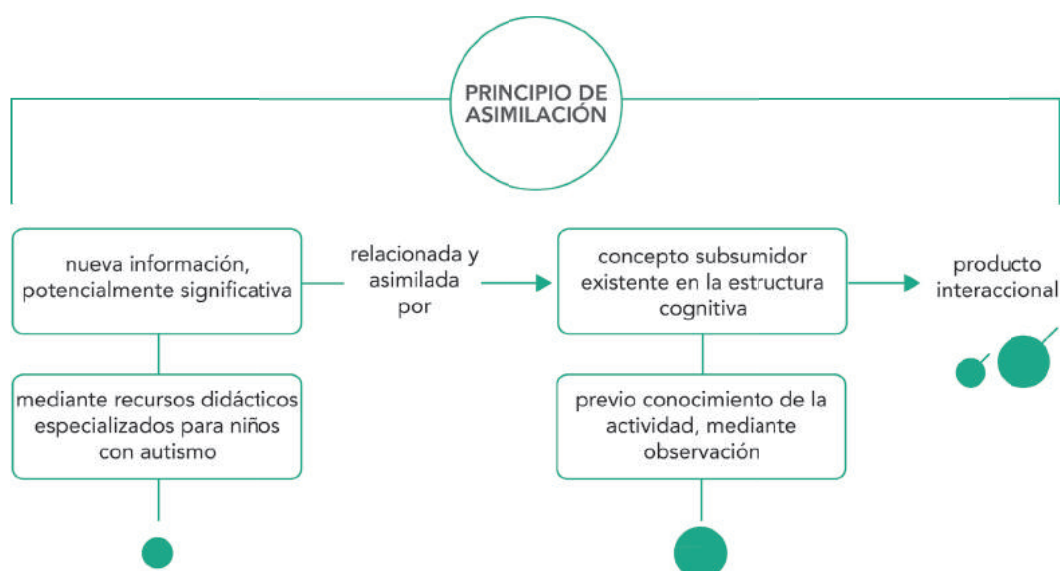 PRINCIPIO DE
ASIMILACIÓN
nueva información,
potencialmente significativa
relacionada y
asimilada
por
concepto subsumidor
existente en la estructura
cognitiva
producto
interaccional
mediante recursos didácticos
especializados para niños
con autismo
previo conocimiento de la
actividad, mediante
observación